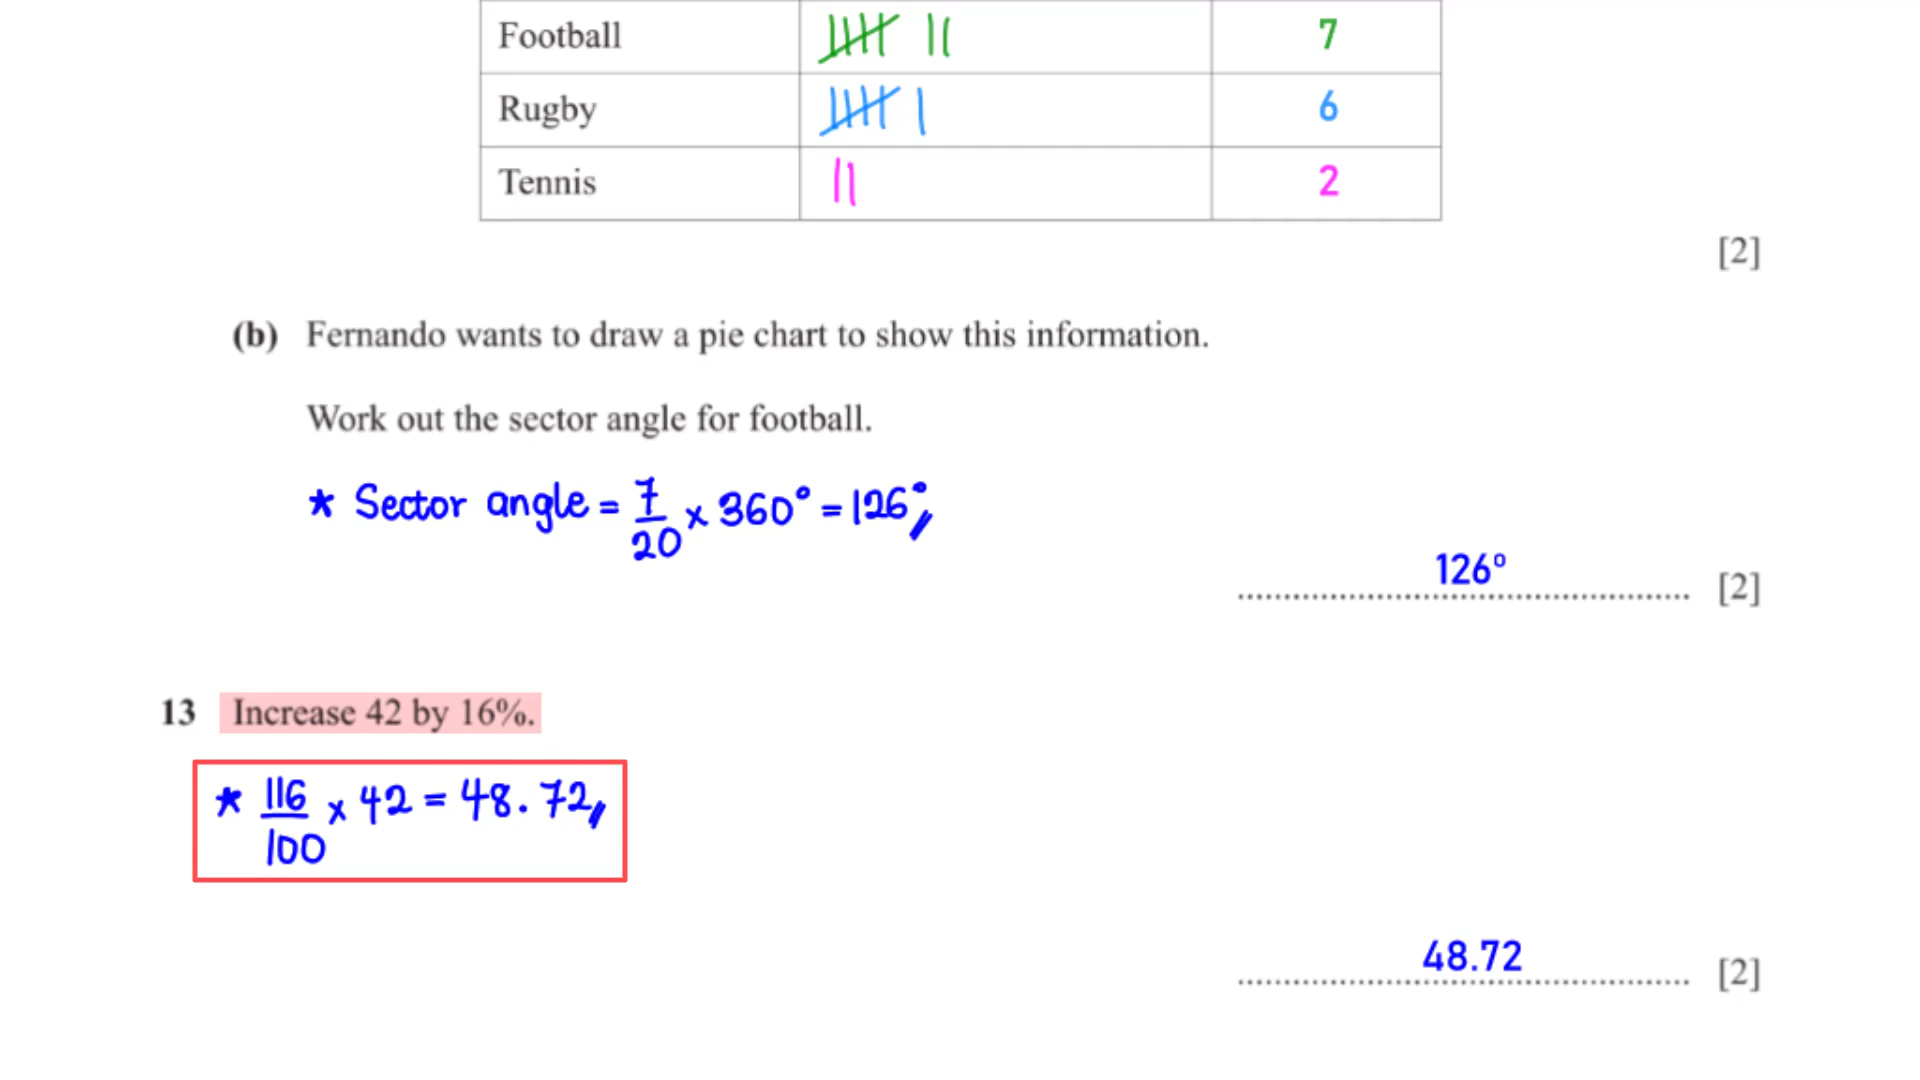 Football 𝍸 || 7
Rugby 𝍸 | 6
Tennis || 2
[2]
(b) Fernando wants to draw a pie chart to show this information.
Work out the sector angle for football.
* Sector angle = 7/20 x 360° = 126°,,
126° [2]
13 Increase 42 by 16%.
* 116/100 x 42 = 48.72,,
48.72 [2]